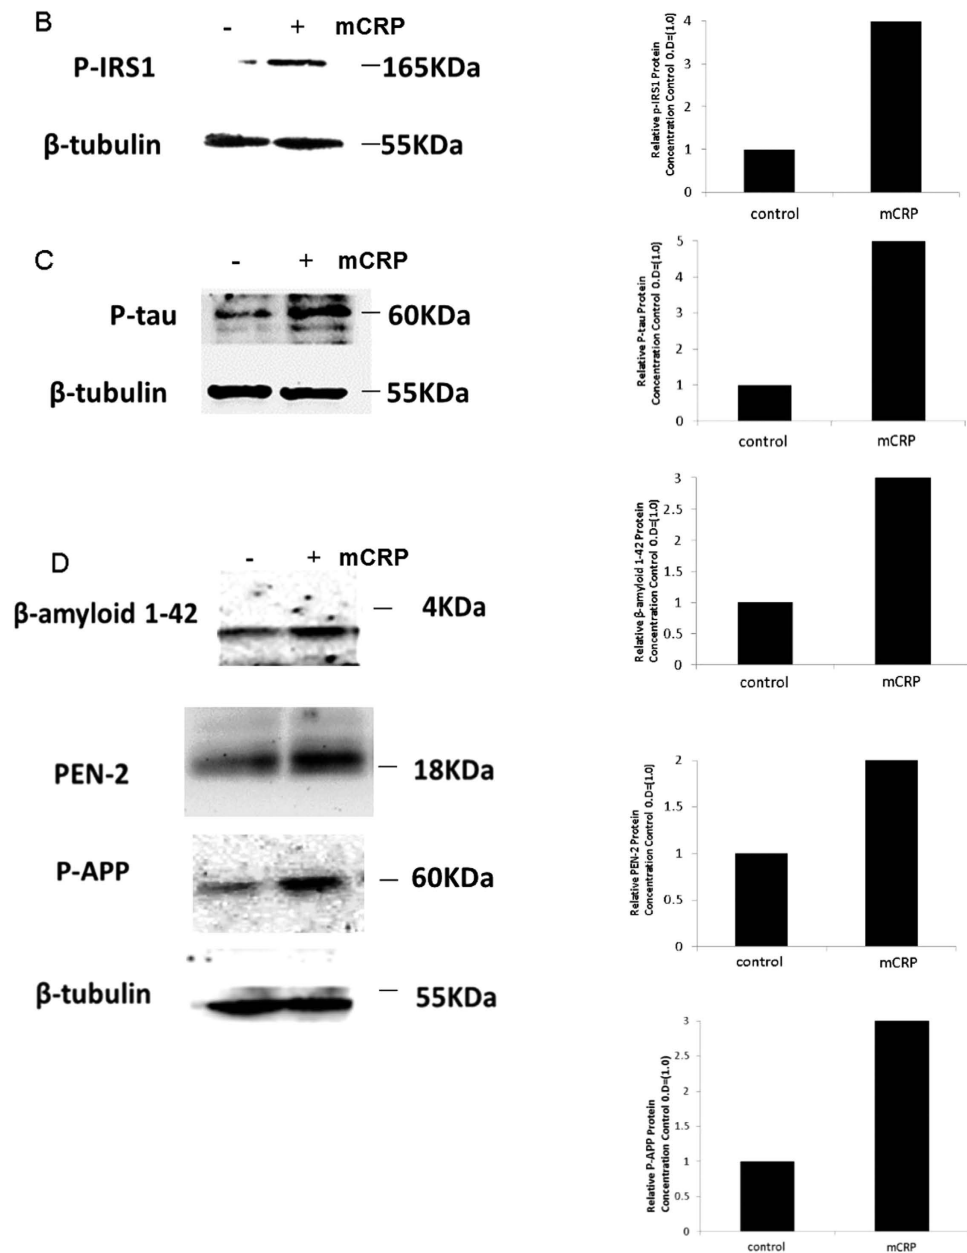 B
- + mCRP
P-IRS1
165KDa
β-tubulin
55KDa
Relative p-IRS1 Protein
Concentration Control O.D=(1.0)
4
3
2
1
0
control mCRP
C
- + mCRP
P-tau
60KDa
β-tubulin
55KDa
Relative P-tau Protein
Concentration Control O.D=(1.0)
5
4
3
2
1
0
control mCRP
D
- + mCRP
β-amyloid 1-42
4KDa
PEN-2
18KDa
P-APP
60KDa
β-tubulin
55KDa
Relative β-amyloid 1-42 Protein
Concentration Control O.D=(1.0)
3
2.5
2
1.5
1
0.5
0
control mCRP
Relative PEN-2 Protein
Concentration Control O.D=(1.0)
2
1.5
1
0.5
0
control mCRP
Relative P-APP Protein
Concentration Control O.D=(1.0)
3
2.5
2
1.5
1
0.5
0
control mCRP